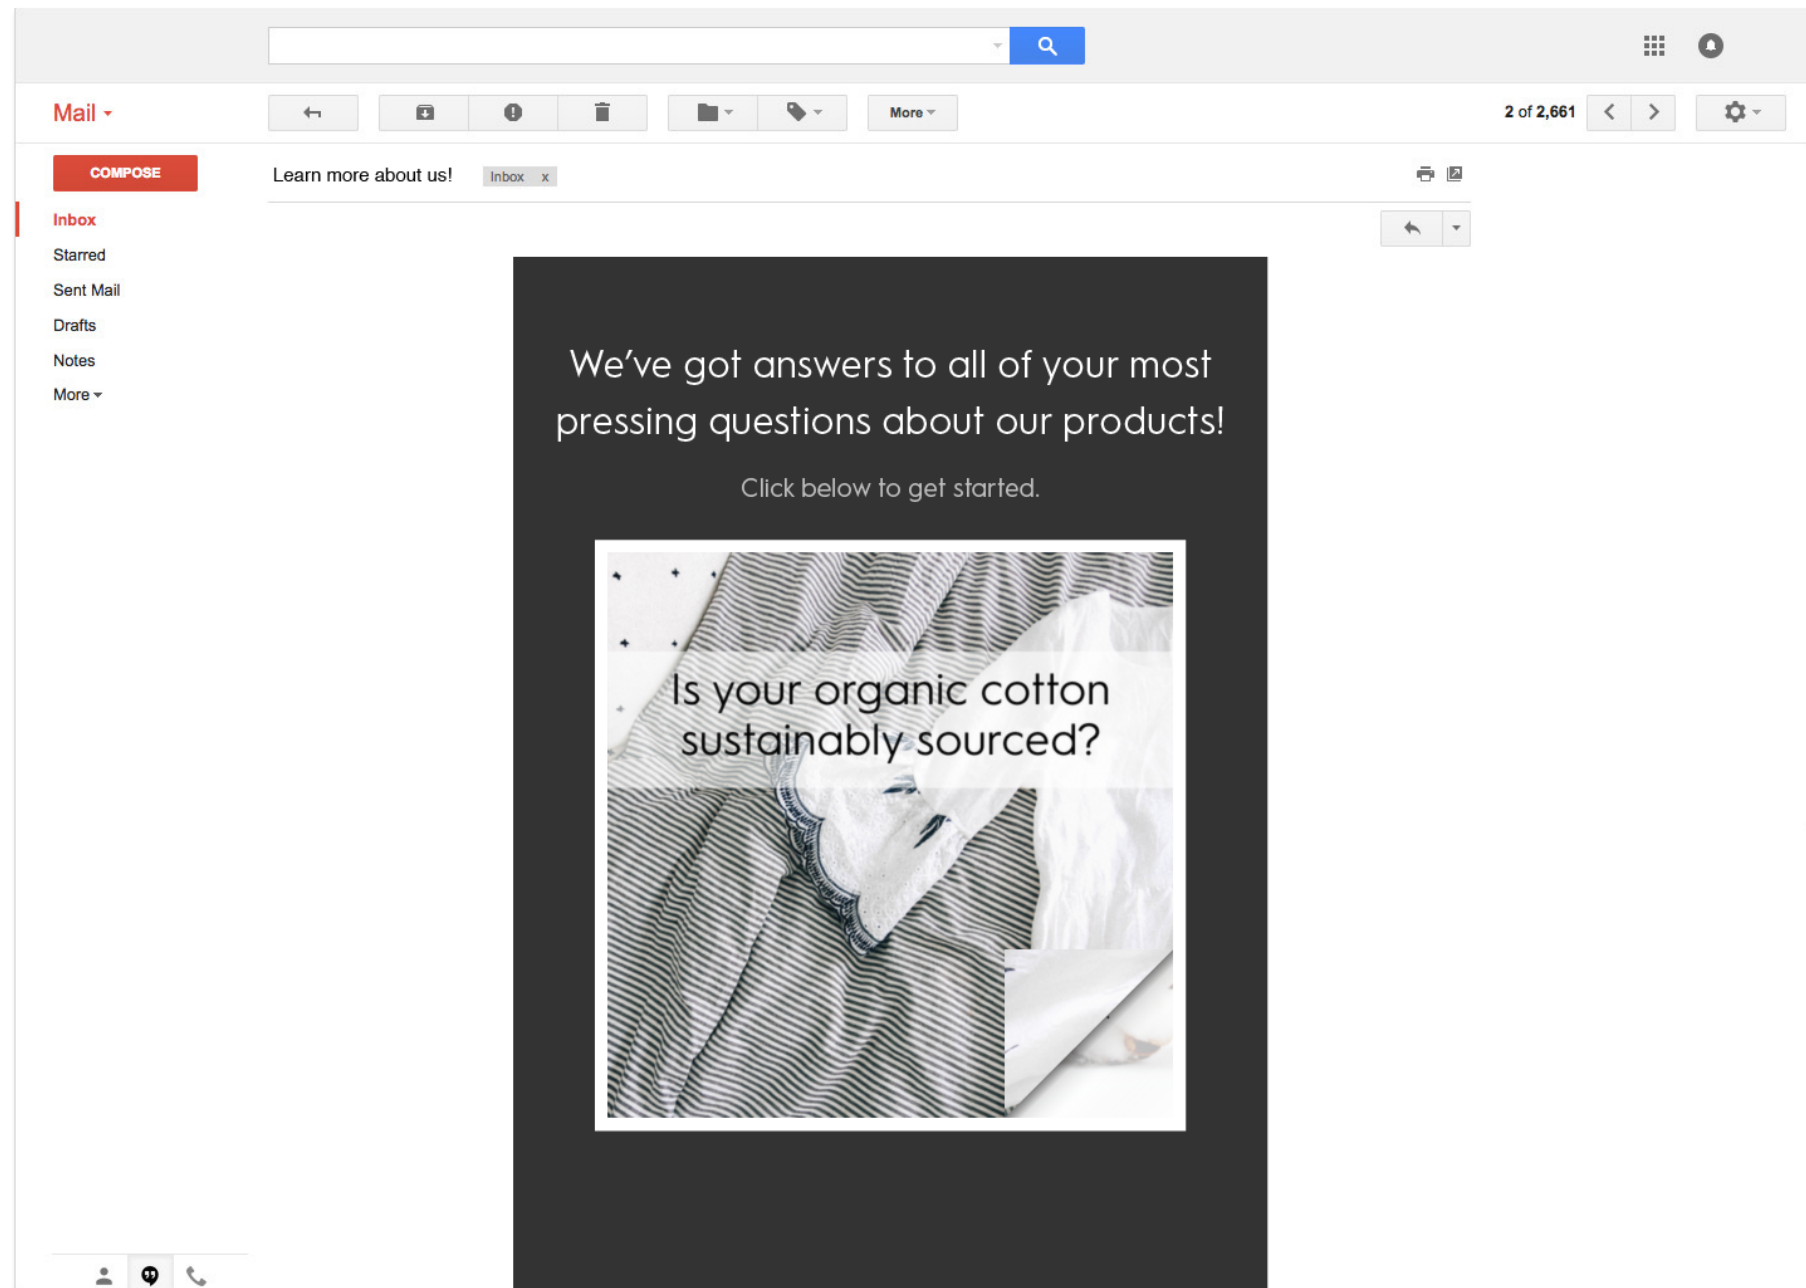 Mail
More
2 of 2,661
COMPOSE
Learn more about us!
Inbox x
Inbox
Starred
Sent Mail
Drafts
Notes
More
We've got answers to all of your most
pressing questions about our products!
Click below to get started.
Is your organic cotton
sustainably sourced?